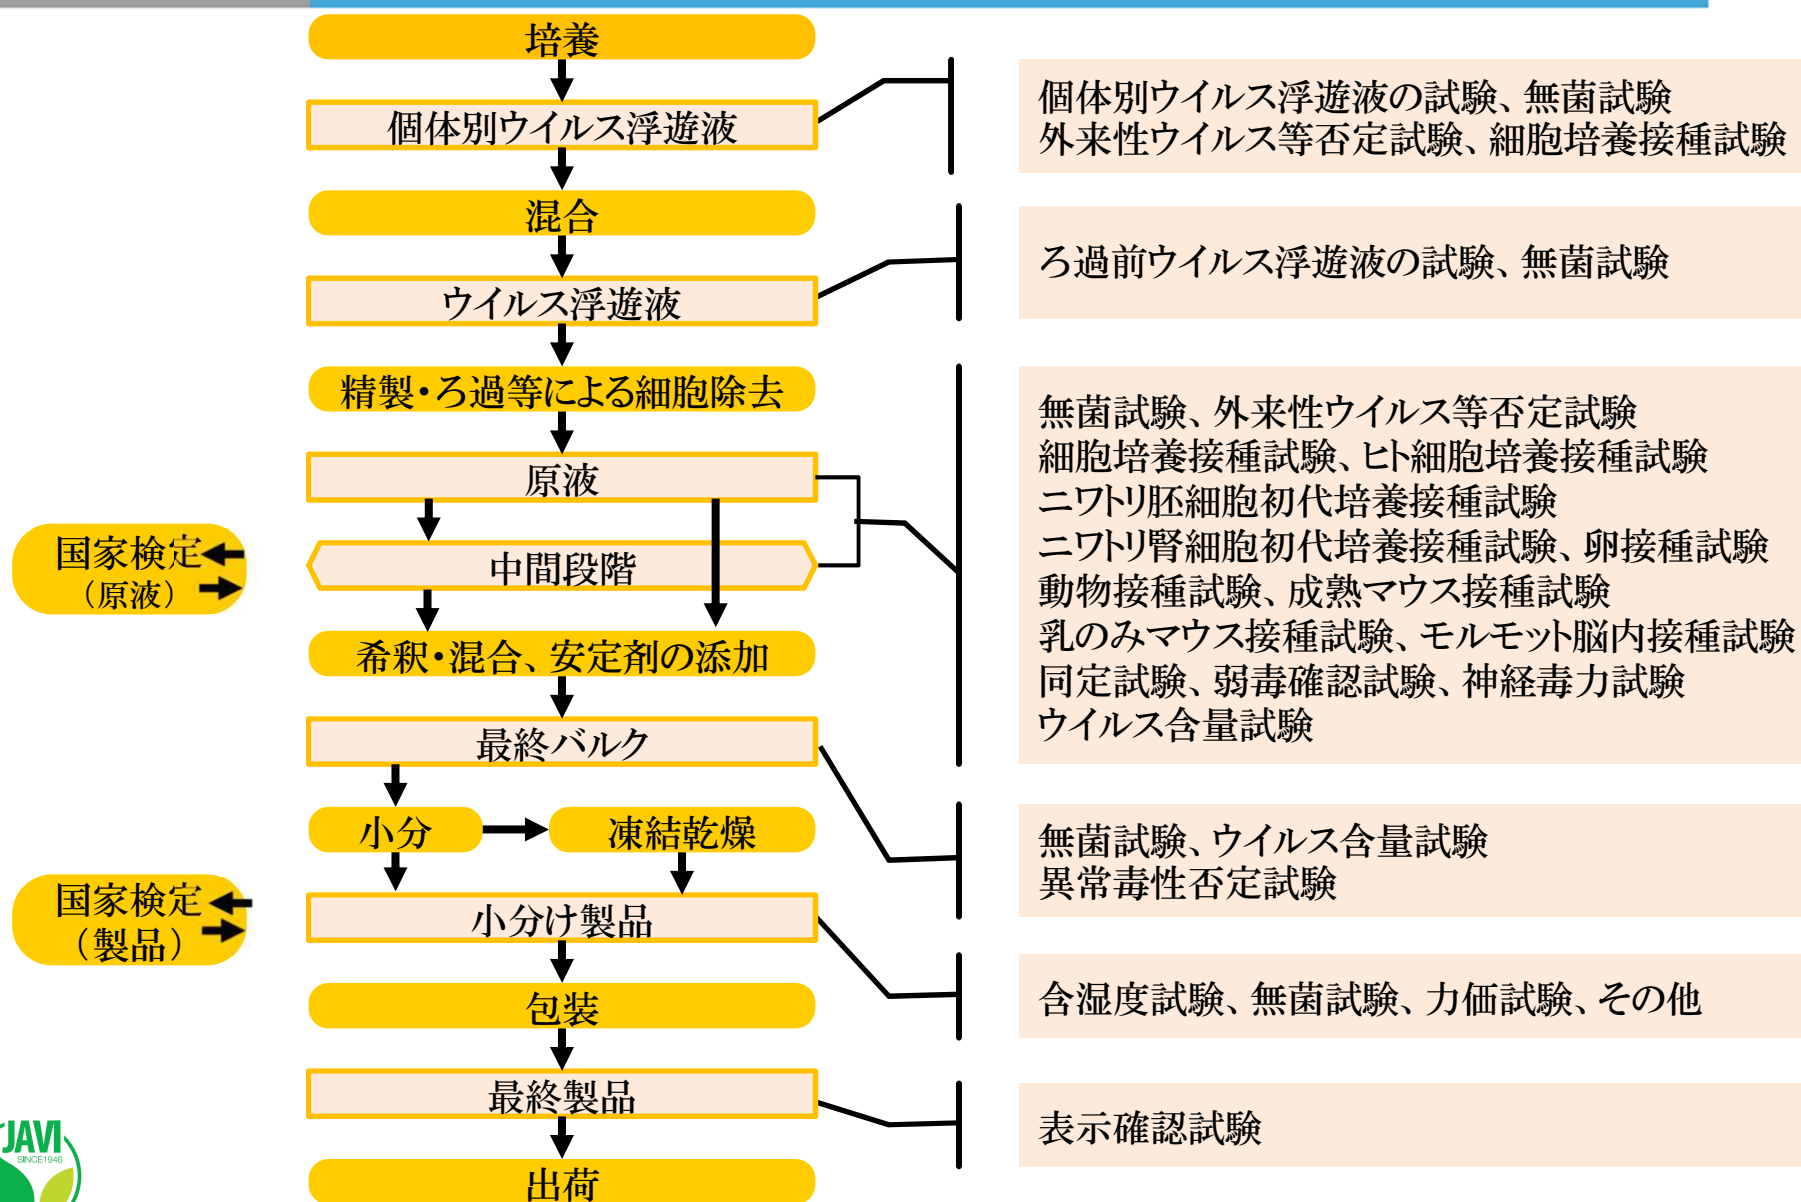 培養
個体別ウイルス浮遊液
個体別ウイルス浮遊液の試験、無菌試験
外来性ウイルス等否定試験、細胞培養接種試験
混合
ウイルス浮遊液
ろ過前ウイルス浮遊液の試験、無菌試験
精製・ろ過等による細胞除去
原液
中間段階
国家検定
（原液）
無菌試験、外来性ウイルス等否定試験
細胞培養接種試験、ヒト細胞培養接種試験
ニワトリ胚細胞初代培養接種試験
ニワトリ腎細胞初代培養接種試験、卵接種試験
動物接種試験、成熟マウス接種試験
乳のみマウス接種試験、モルモット脳内接種試験
同定試験、弱毒確認試験、神経毒力試験
ウイルス含量試験
希釈・混合、安定剤の添加
最終バルク
小分
凍結乾燥
無菌試験、ウイルス含量試験
異常毒性否定試験
国家検定
（製品）
小分け製品
包装
含湿度試験、無菌試験、力価試験、その他
最終製品
表示確認試験
出荷
JAVI
SINCE1946